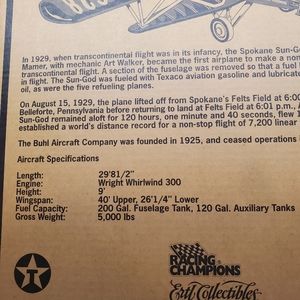 In 1929, when transcontinental flight was in its infancy, the Spokane Sun-Go
Mamer, with mechanic Art Walker, became the first airplane to make a non
transcontinental flight. A section of the fuselage was removed so that a fuel
in flight. The Sun-God was fueled with Texaco aviation gasoline and lubricate
oil, as were the five refueling planes.
On August 15, 1929, the plane lifted off from Spokane's Felts Field at 6:00
Belleforte, Pennsylvania before returning to land at Felts Field at 6:01 p.m.,
Sun-God remained aloft for 120 hours, one minute and 40 seconds, flew
established a world's distance record for a non-stop flight of 7,200 linear
The Buhl Aircraft Company was founded in 1925, and ceased operations
Aircraft Specifications
Length: 29'81/2"
Engine: Wright Whirlwind 300
Height: 9'
Wingspan: 40' Upper, 26'1/4" Lower
Fuel Capacity: 200 Gal. Fuselage Tank, 120 Gal. Auxiliary Tanks
Gross Weight: 5,000 lbs
T
RACING
CHAMPIONS
Ertl Collectibles